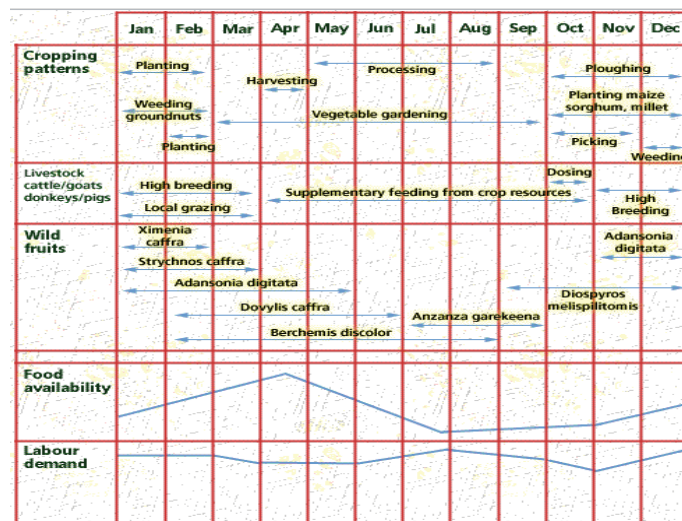 Jan Feb Mar Apr May Jun Jul Aug Sep Oct Nov Dec
Cropping
patterns
Planting
Harvesting
Processing
Ploughing
Weeding
groundnuts
Vegetable gardening
Planting maize
sorghum, millet
Planting
Picking
Weeding
Livestock
cattle/goats
donkeys/pigs
High breeding
Local grazing
Supplementary feeding from crop resources
Dosing
High
Breeding
Wild
fruits
Ximenia
caffra
Strychnos caffra
Adansonia digitata
Dovylis caffra
Berchemis discolor
Anzanza garekeena
Adansonia
digitata
Diospyros
melispilitomis
Food
availability
Labour
demand